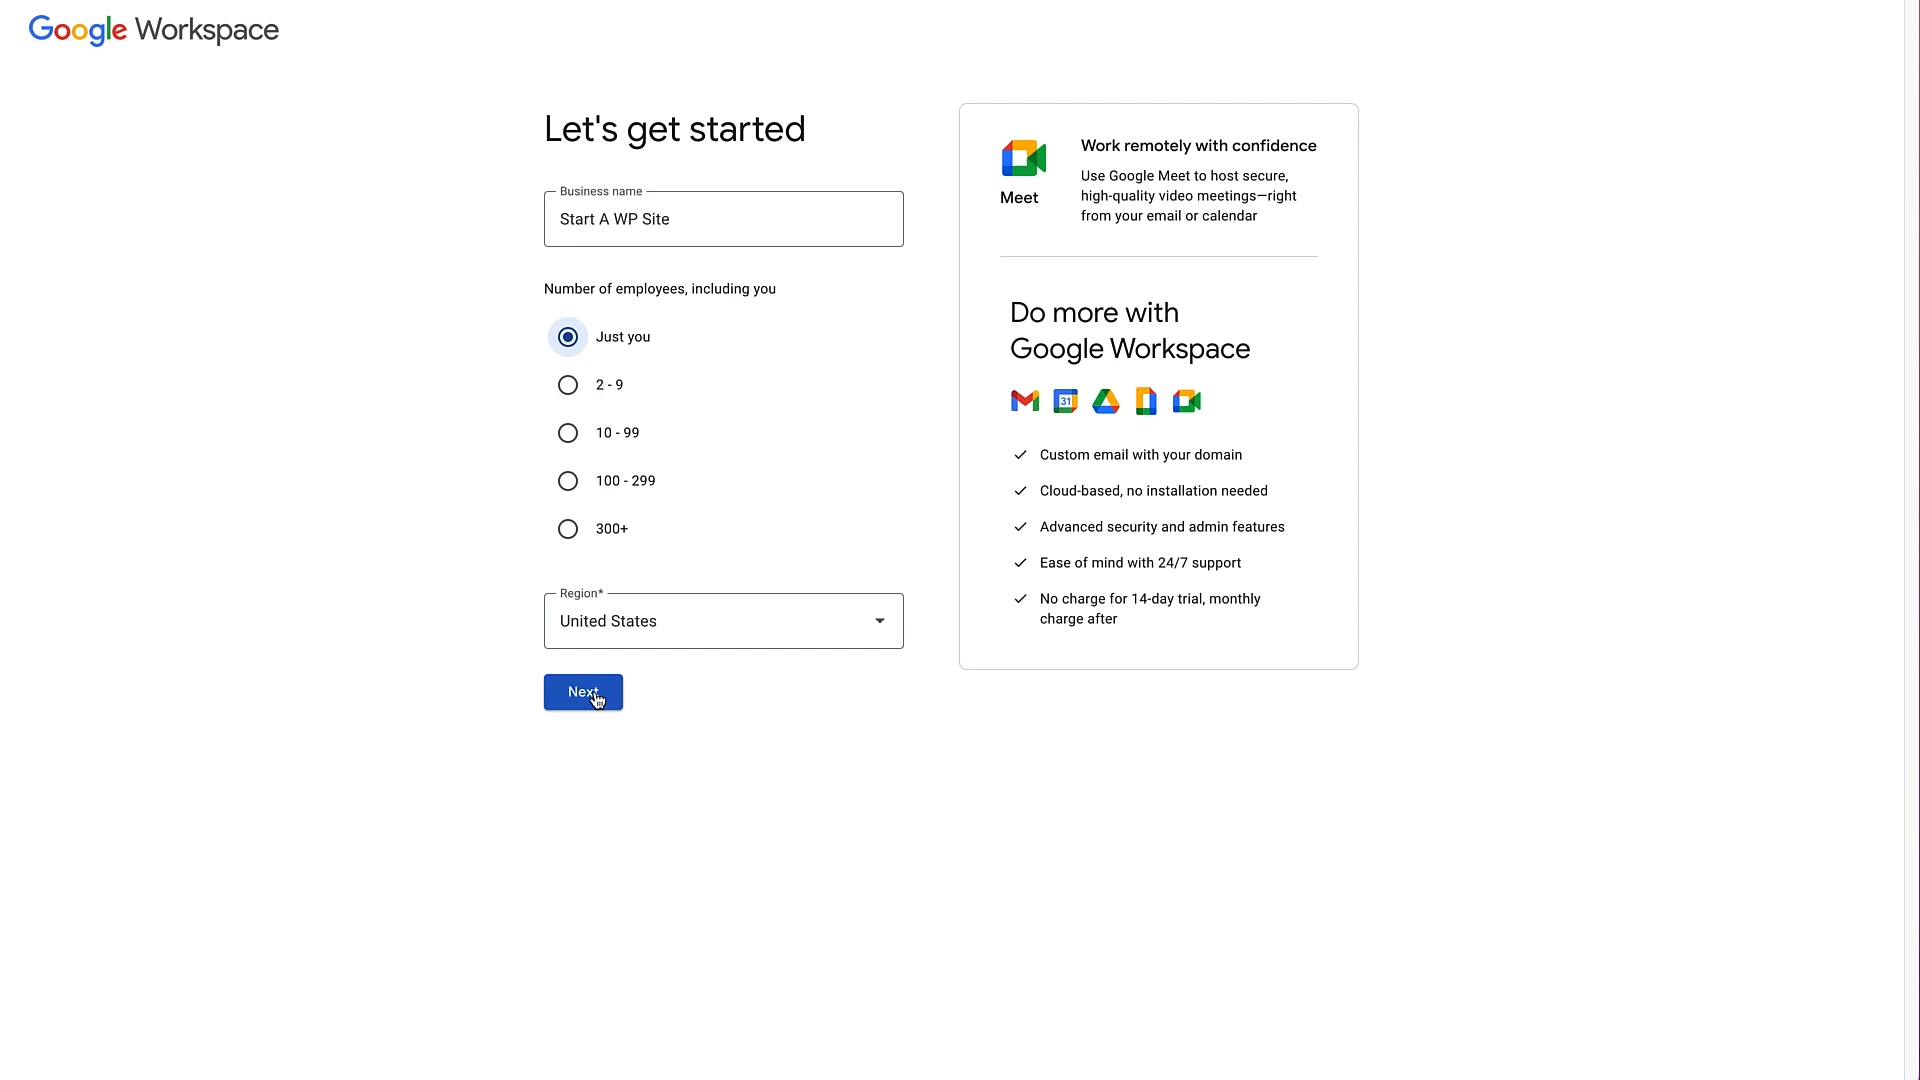 Google Workspace
Let's get started
Business name
Start A WP Site
Number of employees, including you
Just you
2 - 9
10 - 99
100 - 299
300+
Region*
United States
Next
Meet
Work remotely with confidence
Use Google Meet to host secure,
high-quality video meetings—right
from your email or calendar
Do more with
Google Workspace
31
Custom email with your domain
Cloud-based, no installation needed
Advanced security and admin features
Ease of mind with 24/7 support
No charge for 14-day trial, monthly
charge after